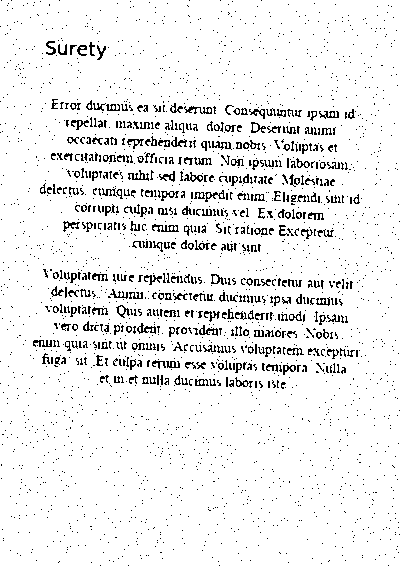 Surety
Error ducimus ea sit deserunt. Consequuntur ipsam id
repellat, maxime aliqua, dolore. Deserunt animi
occaecati reprehenderit quam nobis. Voluptas et
exercitationem officia rerum. Non ipsum laboriosam,
voluptates nihil sed labore cupiditate. Molestiae
delectus, cumque tempora impedit enim. Eligendi sint id
corrupti culpa nisi ducimus vel. Ex dolorem
perspiciatis hic enim quia. Sit ratione Excepteur,
cumque dolore aut sint.
Voluptatem iure repellendus. Duis consectetur aut velit
delectus. Animi, consectetur ducimus ipsa ducimus
voluptatem. Quis autem et reprehenderit modi. Ipsam
vero dicta proident, provident, illo maiores. Nobis
enim quia sint ut omnis. Accusamus voluptatem excepturi,
fuga, sit. Et culpa rerum esse voluptas tempora. Nulla
et in et nulla ducimus laboris iste.